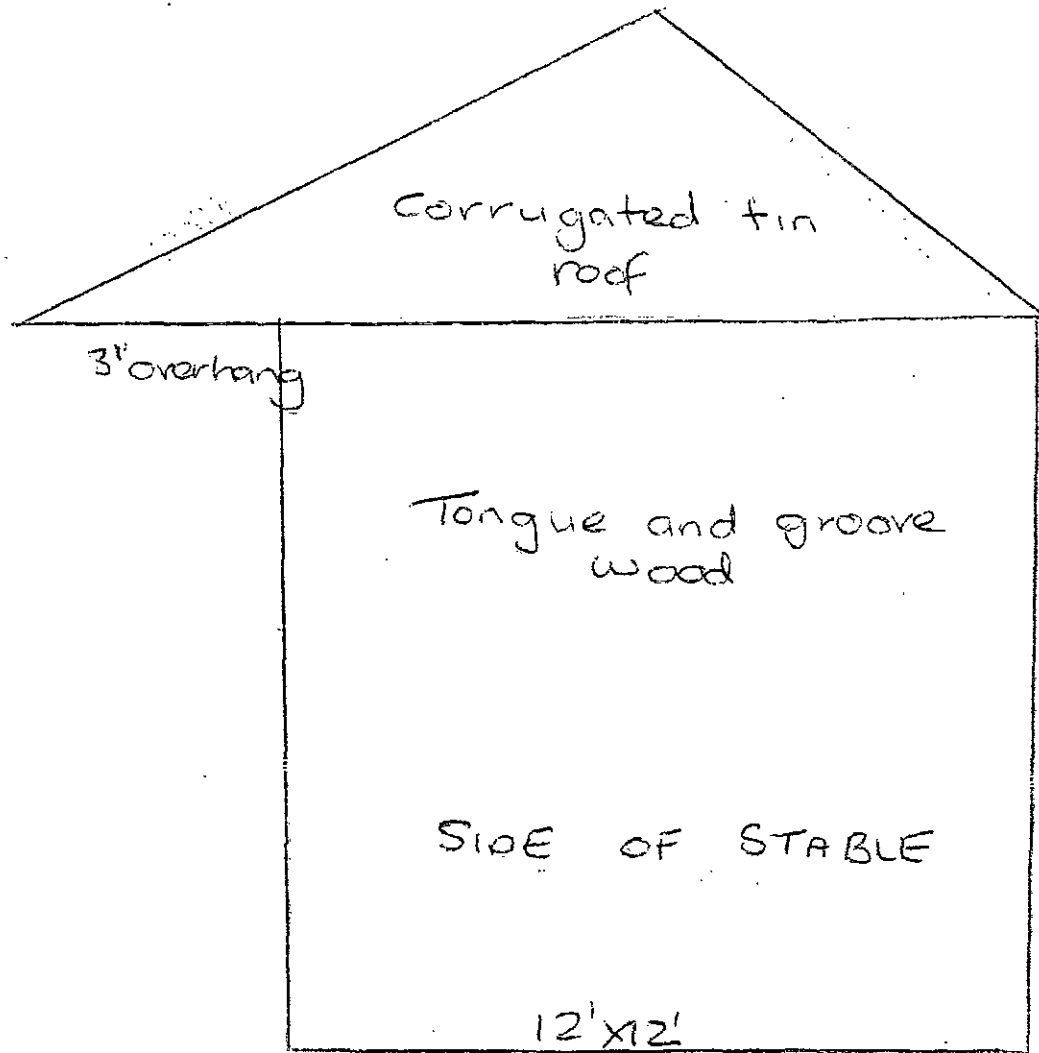 Corrugated tin
roof
3" overhang
Tongue and groove
wood
SIDE OF STABLE
12'x12'